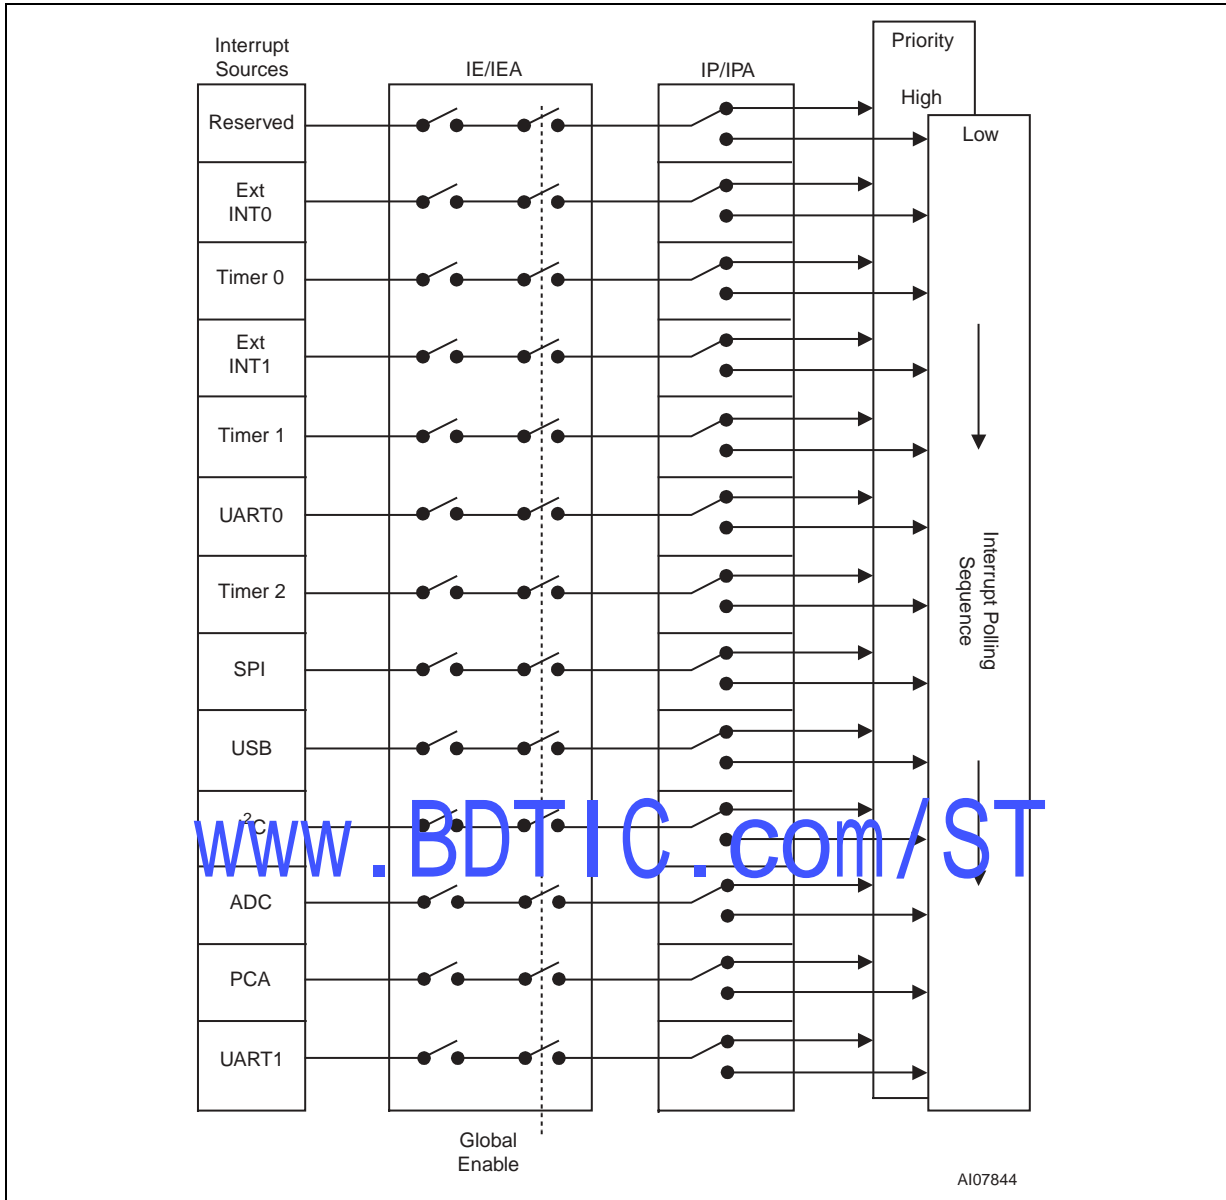 Interrupt
Sources
IE/IEA
IP/IPA
Priority
High
Low
Reserved
Ext
INT0
Timer 0
Ext
INT1
Timer 1
UART0
Timer 2
SPI
USB
²C
ADC
PCA
UART1
Interrupt Polling
Sequence
www.BDTIC.com/ST
Global
Enable
AI07844